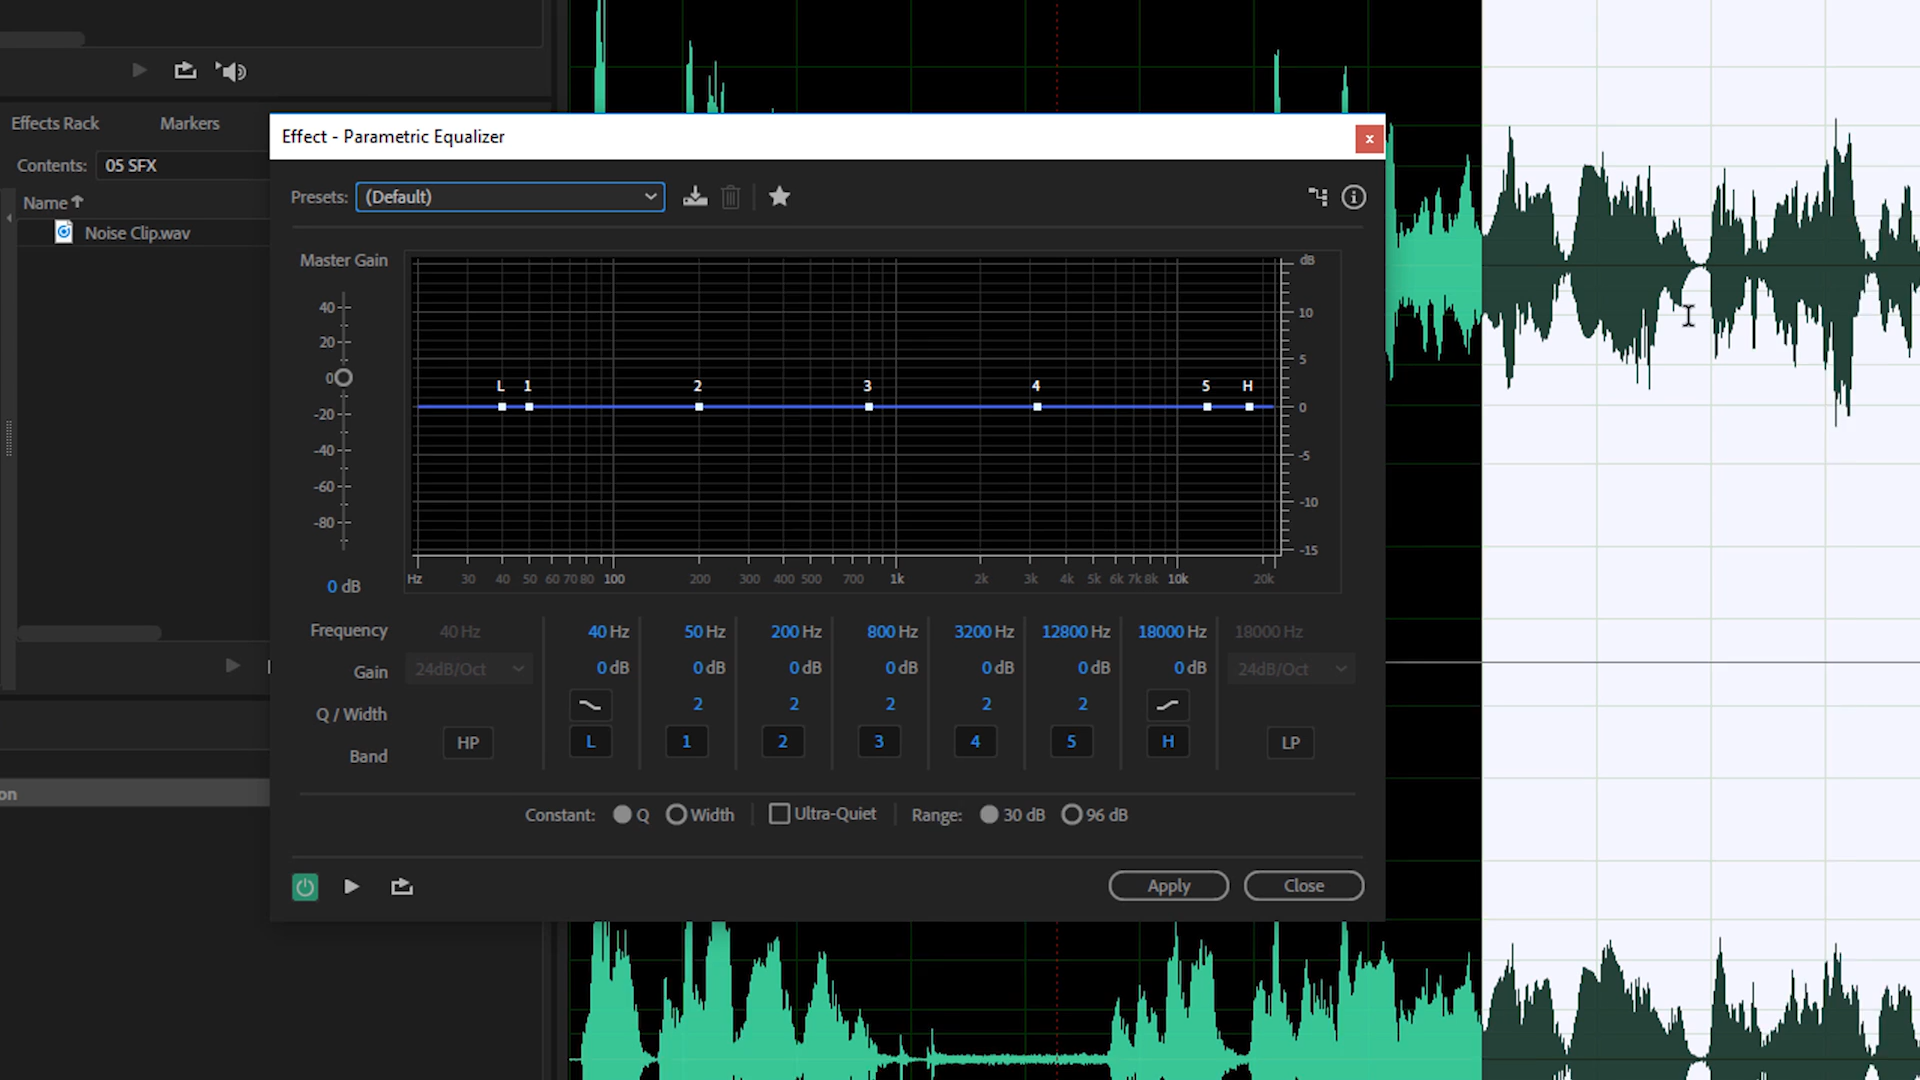 Effects Rack Markers
Contents: 05 SFX
Name
Noise Clip.wav
on
Effect - Parametric Equalizer
x
Presets: (Default)
Master Gain
40
20
0
-20
-40
-60
-80
0 dB
dB
10
5
0
-5
-10
-15
L 1 2 3 4 5 H
Hz 30 40 50 60 70 80 100 200 300 400 500 700 1k 2k 3k 4k 5k 6k 7k 8k 10k 20k
Frequency 40 Hz 40 Hz 50 Hz 200 Hz 800 Hz 3200 Hz 12800 Hz 18000 Hz 18000 Hz
Gain 24dB/Oct 0 dB 0 dB 0 dB 0 dB 0 dB 0 dB 0 dB 24dB/Oct
Q / Width 2 2 2 2 2
Band HP L 1 2 3 4 5 H LP
Constant: Q Width Ultra-Quiet Range: 30 dB 96 dB
Apply Close